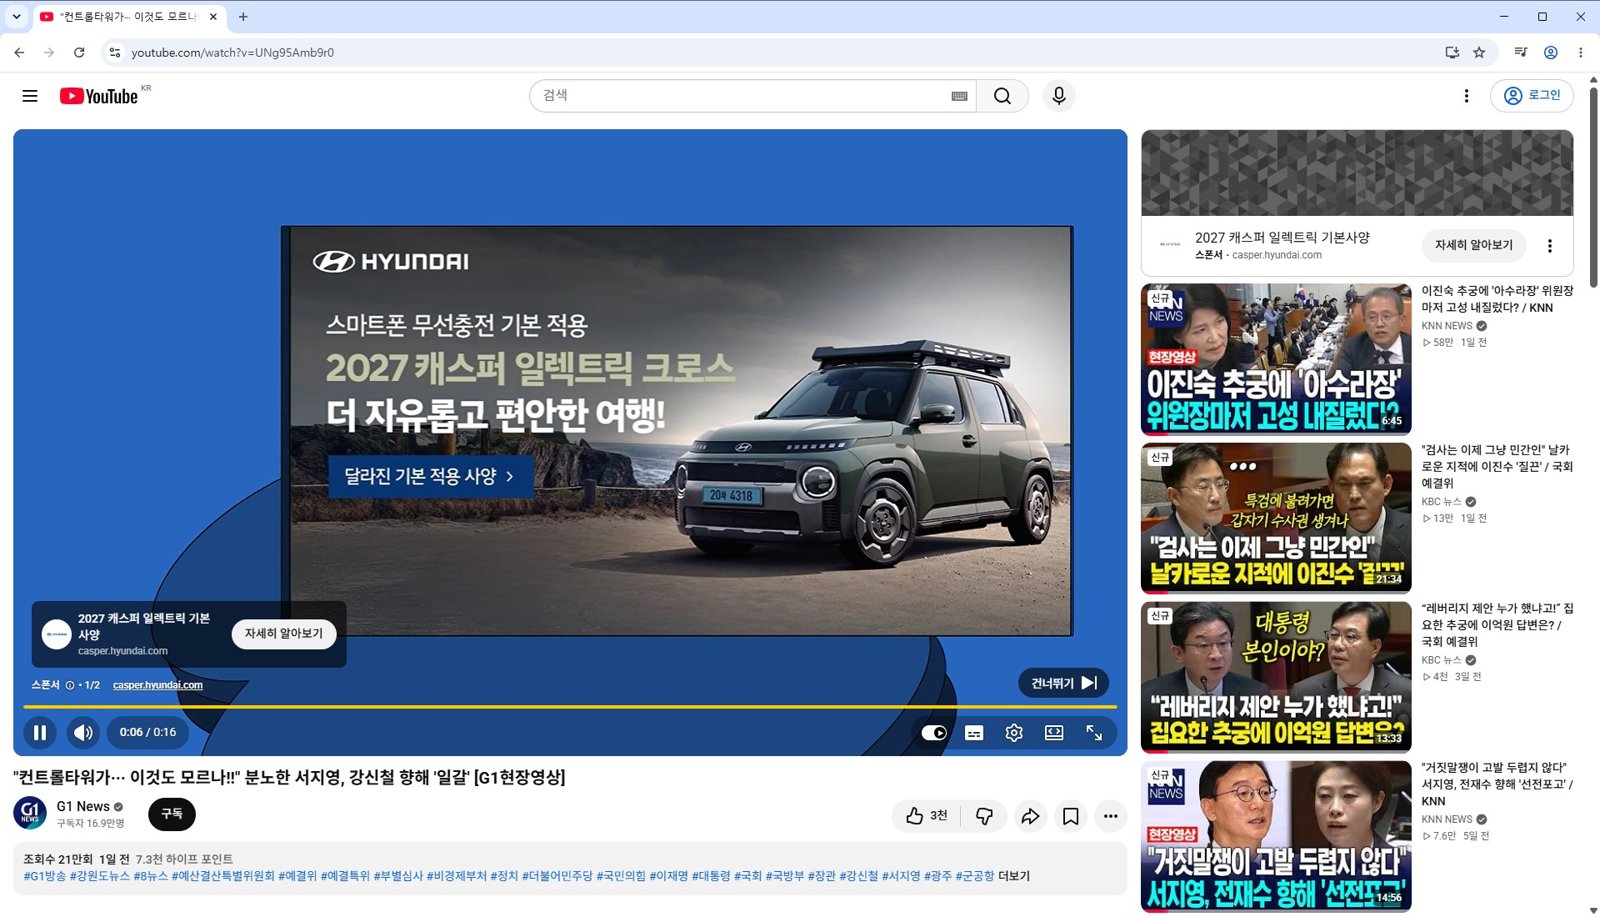 "컨트롤타워가… 이것도 모르나
youtube.com/watch?v=UNg95Amb9r0
YouTube KR
검색
로그인
HYUNDAI
스마트폰 무선충전 기본 적용
2027 캐스퍼 일렉트릭 크로스
더 자유롭고 편안한 여행!
달라진 기본 적용 사양 >
4318
2027 캐스퍼 일렉트릭 기본
사양
casper.hyundai.com
자세히 알아보기
스폰서 · 1/2 casper.hyundai.com
건너뛰기
0:06 / 0:16
"컨트롤타워가… 이것도 모르나!!" 분노한 서지영, 강신철 향해 '일갈' [G1현장영상]
G1 NEWS
G1 News
구독자 16.9만명
구독
3천
조회수 21만회 1일 전 7.3천 하이프 포인트
#G1방송 #강원도뉴스 #8뉴스 #예산결산특별위원회 #예결위 #예결특위 #부별심사 #비경제부처 #정치 #더불어민주당 #국민의힘 #이재명 #대통령 #국회 #국방부 #장관 #강신철 #서지영 #광주 #군공항 더보기
2027 캐스퍼 일렉트릭 기본사양
스폰서 · casper.hyundai.com
자세히 알아보기
신규
KNN NEWS
현장영상
이진숙 추궁에 '아수라장'
위원장마저 고성 내질렀다?
6:45
이진숙 추궁에 '아수라장' 위원장
마저 고성 내질렀다? / KNN
KNN NEWS
58만 1일 전
신규
특검에 불려가면
갑자기 수사권 생겨나
"검사는 이제 그냥 민간인"
날카로운 지적에 이진수 '질끈'
21:34
"검사는 이제 그냥 민간인" 날카
로운 지적에 이진수 '질끈' / 국회
예결위
KBC 뉴스
13만 1일 전
신규
대통령
본인이야?
“레버리지 제안 누가 했냐고!”
집요한 추궁에 이억원 답변은?
13:33
“레버리지 제안 누가 했냐고!” 집
요한 추궁에 이억원 답변은? /
국회 예결위
KBC 뉴스
4천 3일 전
신규
KNN NEWS
현장영상
"거짓말쟁이 고발 두렵지 않다"
서지영, 전재수 향해 '선전포고'
14:56
"거짓말쟁이 고발 두렵지 않다"
서지영, 전재수 향해 '선전포고' /
KNN
KNN NEWS
7.6만 5일 전